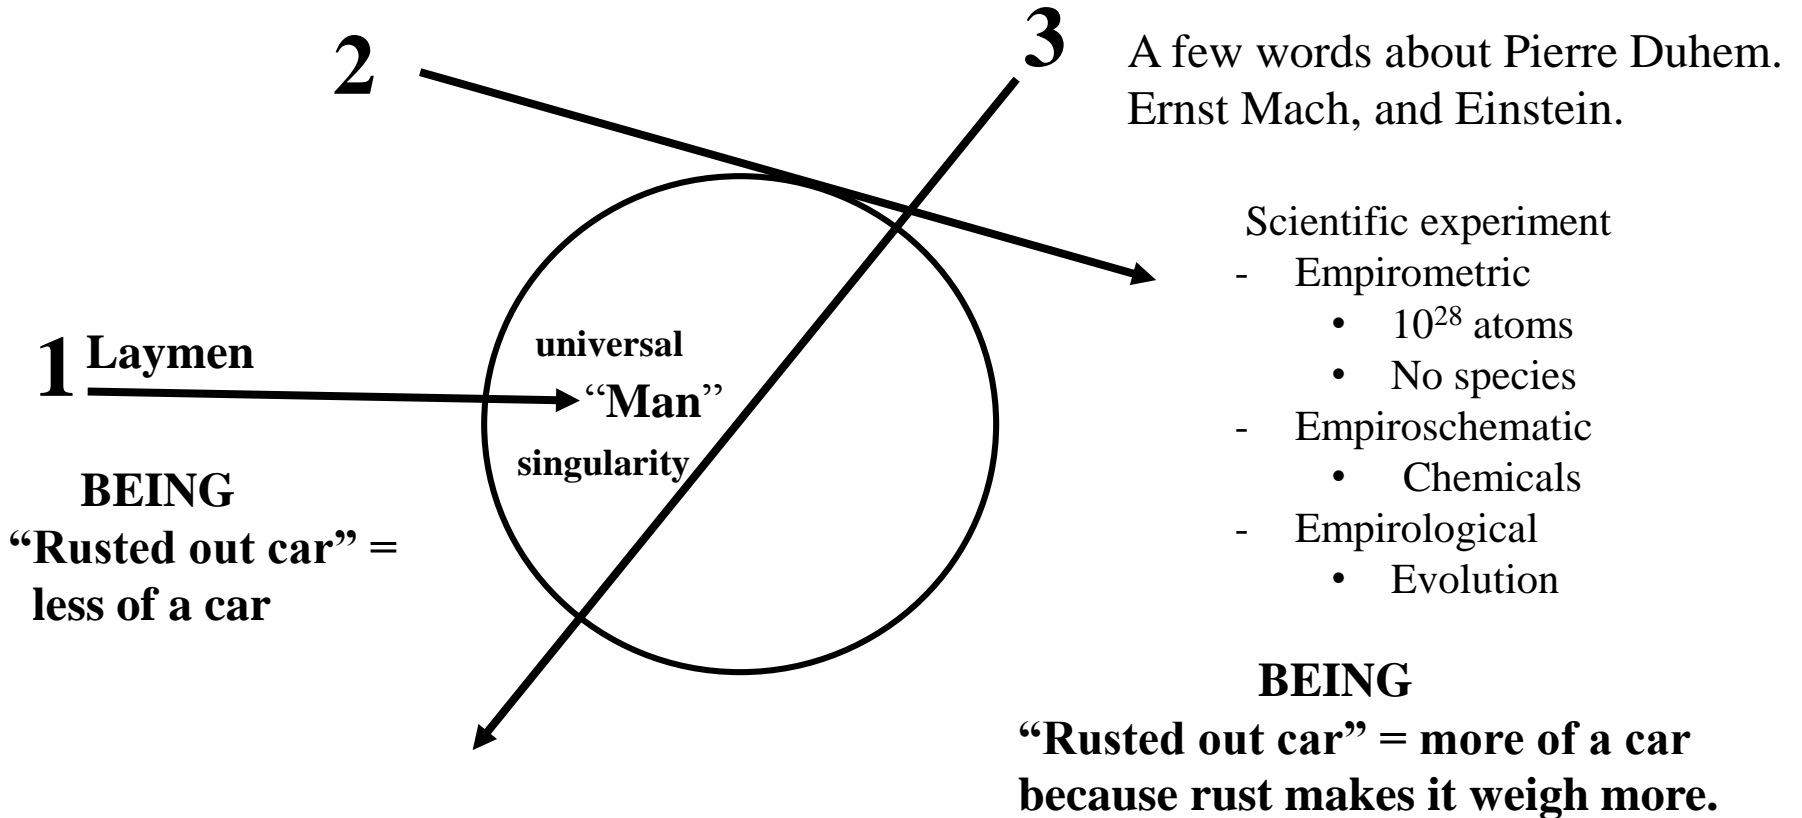 2
3
A few words about Pierre Duhem.
Ernst Mach, and Einstein.
Scientific experiment
- Empirometric
• 10²⁸ atoms
• No species
- Empiroschematic
• Chemicals
- Empirological
• Evolution
1 Laymen
universal
“Man”
singularity
BEING
“Rusted out car” =
less of a car
BEING
“Rusted out car” = more of a car
because rust makes it weigh more.